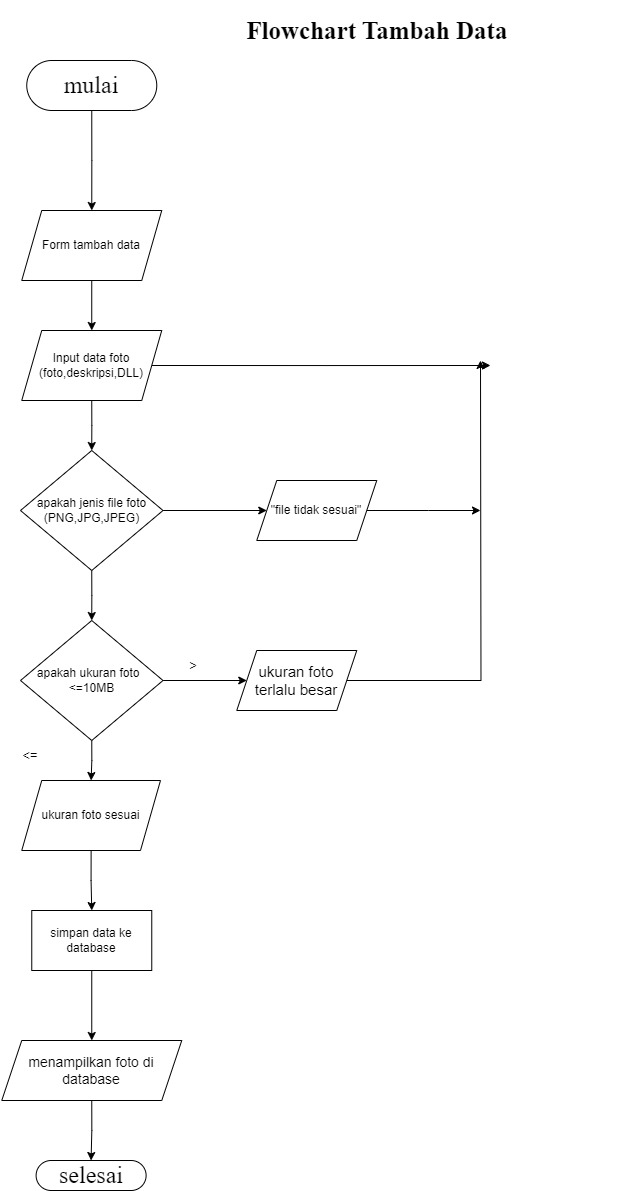 Flowchart Tambah Data
mulai
Form tambah data
Input data foto
(foto,deskripsi,DLL)
apakah jenis file foto
(PNG,JPG,JPEG)
"file tidak sesuai"
apakah ukuran foto
<=10MB
>
ukuran foto
terlalu besar
<=
ukuran foto sesuai
simpan data ke
database
menampilkan foto di
database
selesai